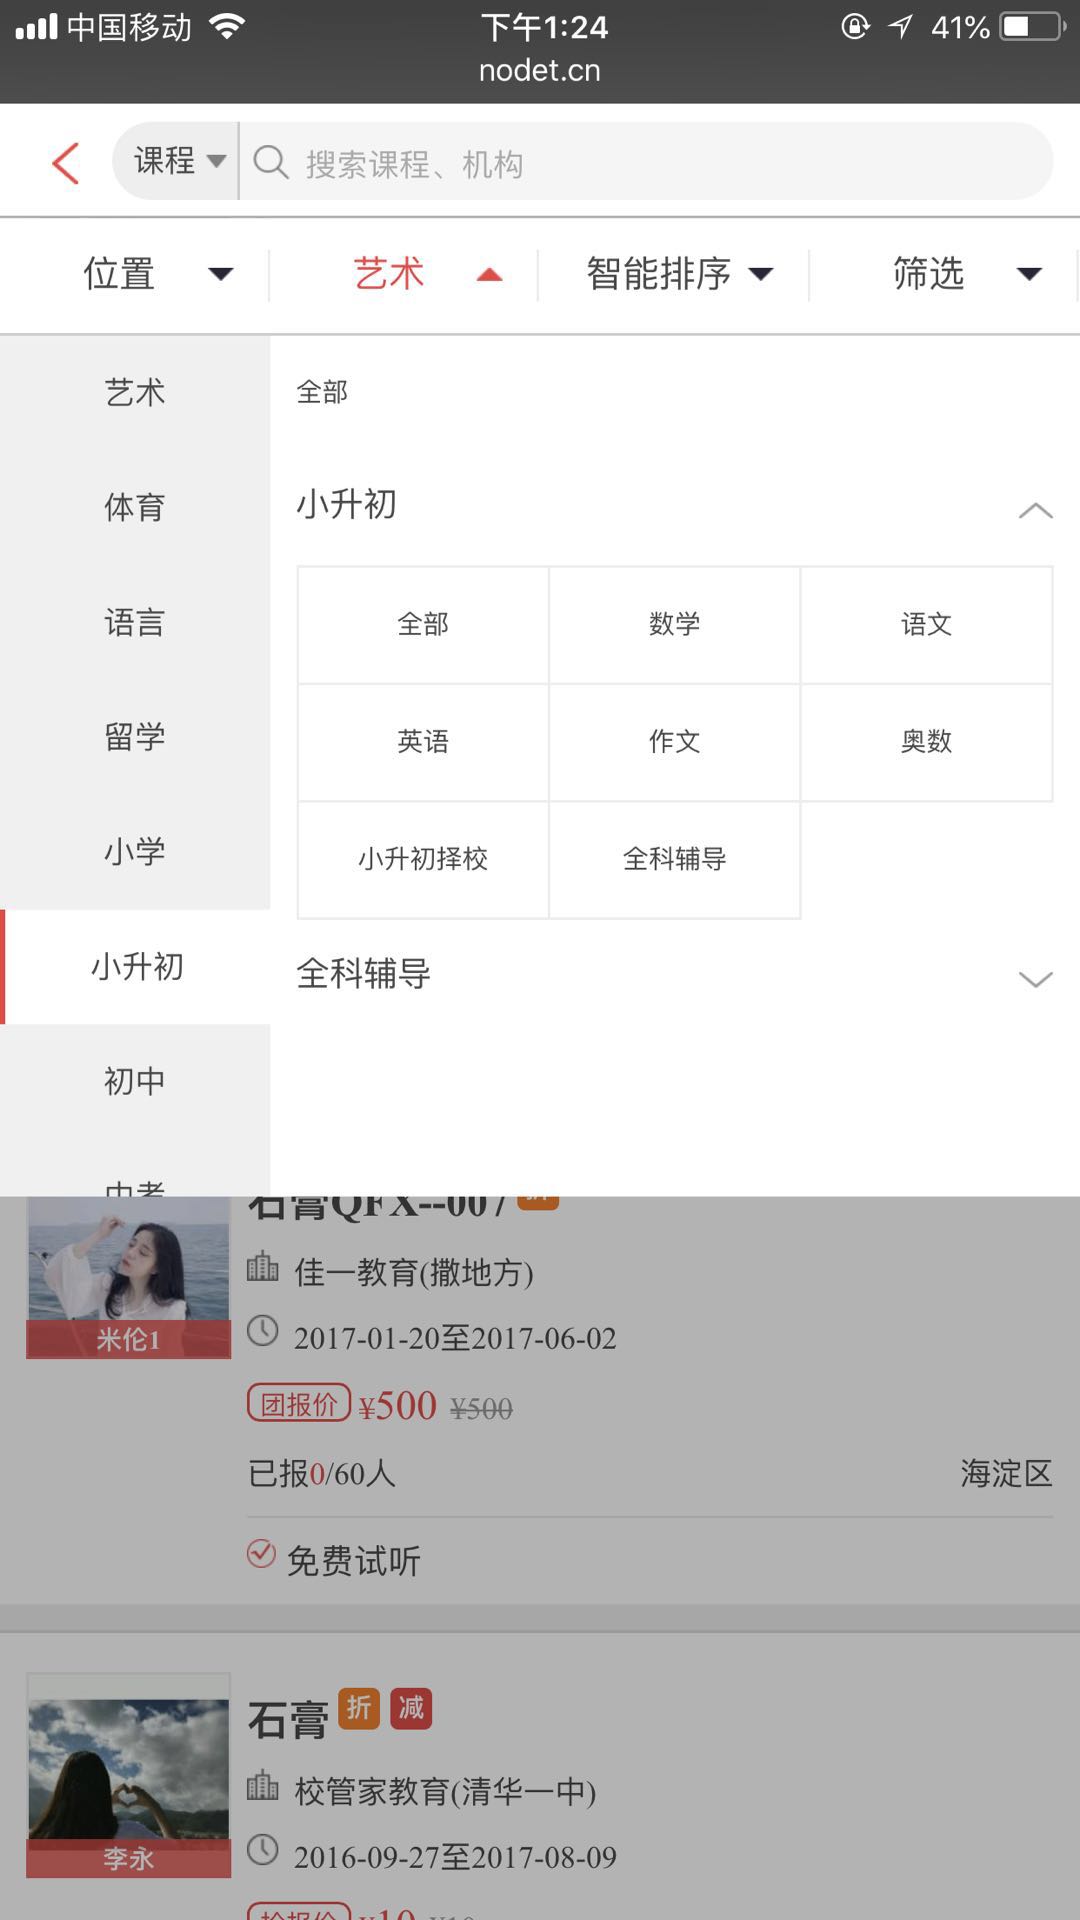 中国移动 下午1:24 41%
nodet.cn
课程 搜索课程、机构
位置 艺术 智能排序 筛选
艺术
体育
语言
留学
小学
小升初
初中
中考
全部
小升初
全部 数学 语文
英语 作文 奥数
小升初择校 全科辅导
全科辅导
石膏QFX--007 折
米伦1
佳一教育(撒地方)
2017-01-20至2017-06-02
团报价 ¥500 ¥500
已报0/60人 海淀区
免费试听
石膏 折 减
李永
校管家教育(清华一中)
2016-09-27至2017-08-09
¥10 ¥10